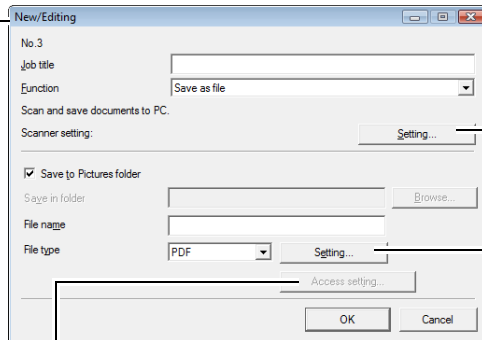 New/Editing
No.3
Job title
Function Save as file
Scan and save documents to PC.
Scanner setting: Setting...
Save to Pictures folder
Save in folder Browse...
File name
File type PDF Setting...
Access setting...
OK Cancel